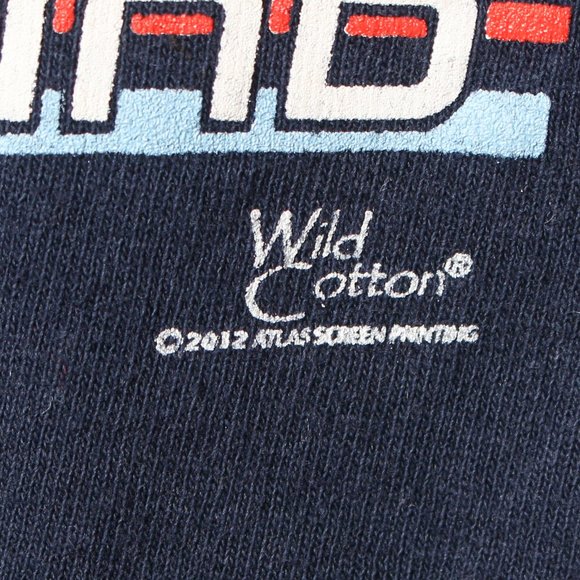 Wild
Cotton®
©2012 ATLAS SCREEN PRINTING